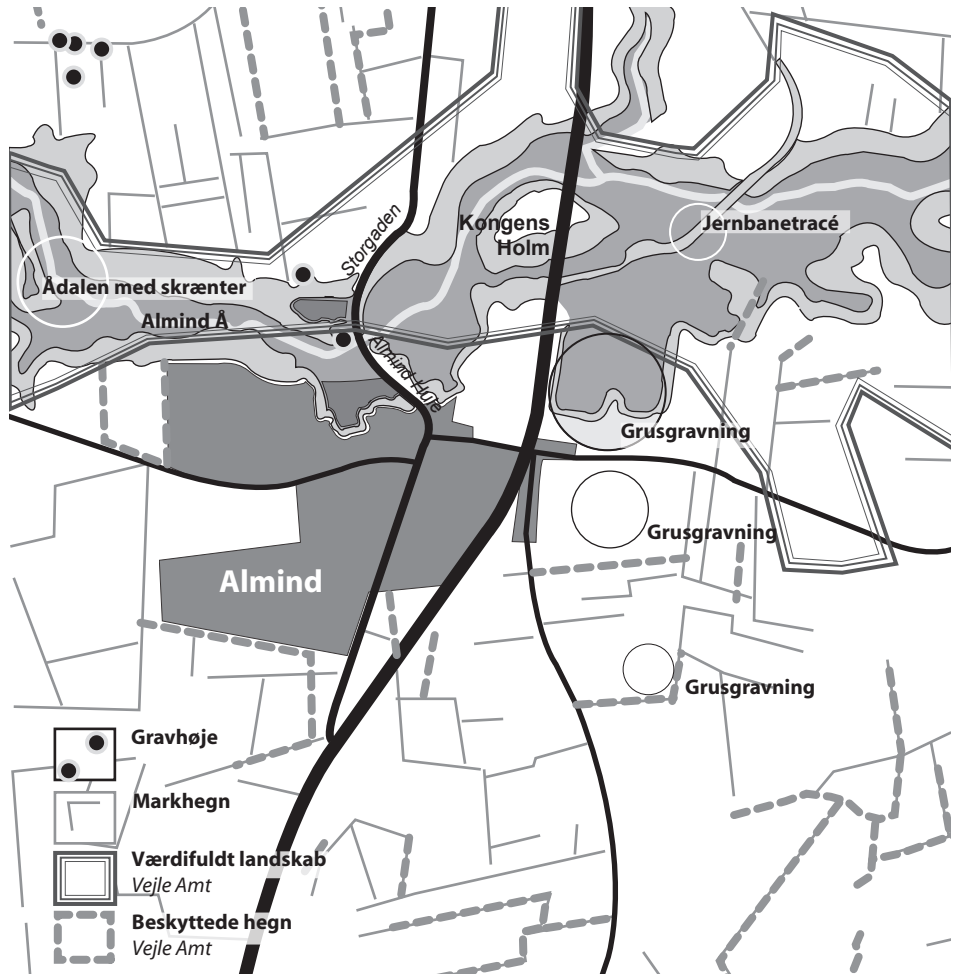 Storgaden
Kongens
Holm
Jernbanetracé
Ådalen med skrænter
Almind Å
Almind Hule
Grusgravning
Grusgravning
Almind
Grusgravning
Gravhøje
Markhegn
Værdifuldt landskab
Vejle Amt
Beskyttede hegn
Vejle Amt